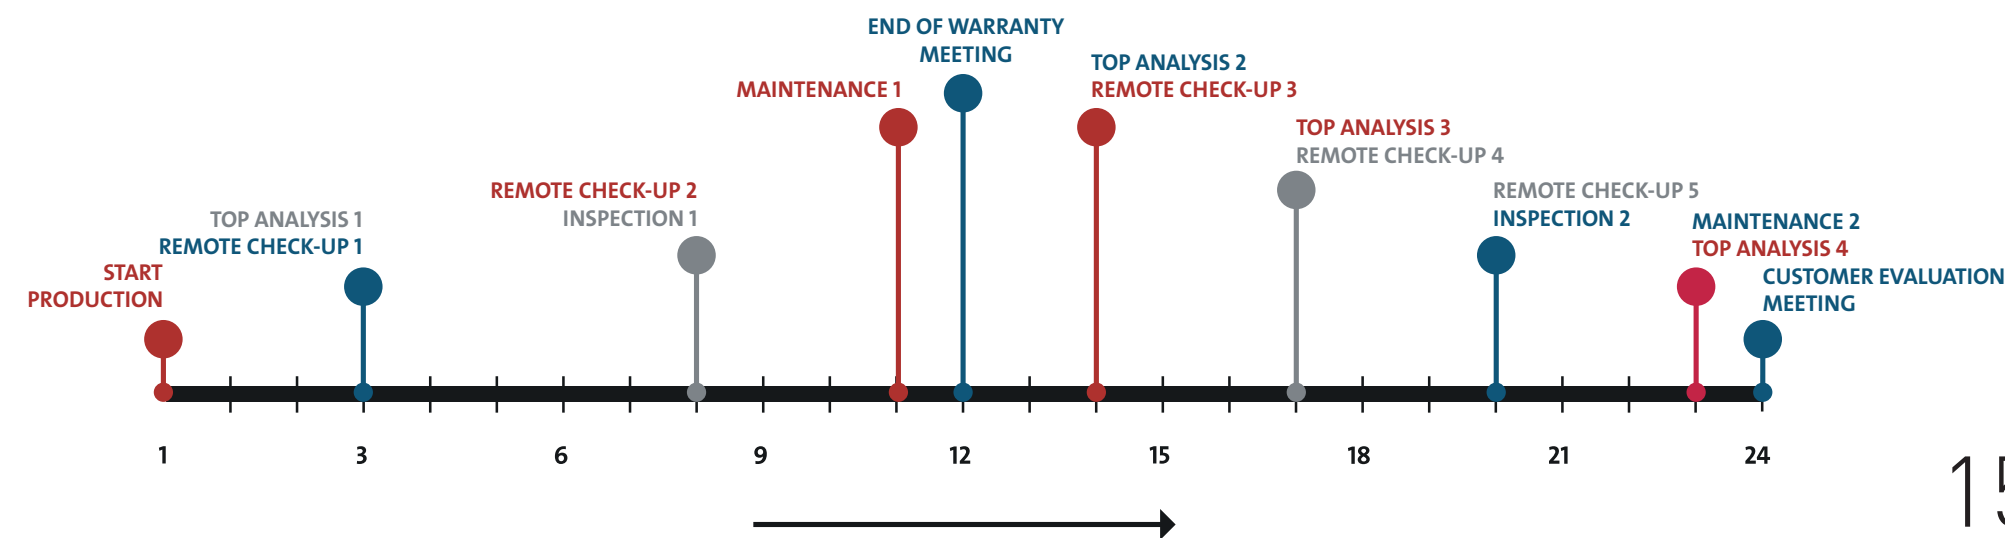 START
PRODUCTION
TOP ANALYSIS 1
REMOTE CHECK-UP 1
REMOTE CHECK-UP 2
INSPECTION 1
MAINTENANCE 1
END OF WARRANTY
MEETING
TOP ANALYSIS 2
REMOTE CHECK-UP 3
TOP ANALYSIS 3
REMOTE CHECK-UP 4
REMOTE CHECK-UP 5
INSPECTION 2
MAINTENANCE 2
TOP ANALYSIS 4
CUSTOMER EVALUATION
MEETING
1 3 6 9 12 15 18 21 24
15